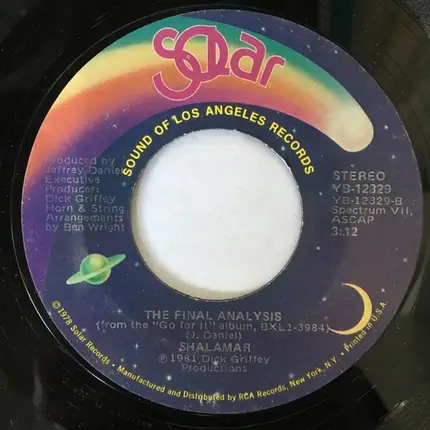 SOLAR
SOUND OF LOS ANGELES RECORDS
Produced by
Jeffrey Daniel
Executive
Producer:
Dick Griffey
Horn & String
Arrangements
by Ben Wright
STEREO
YB-12329
YB-12329-B
Spectrum VII,
ASCAP
3:12
THE FINAL ANALYSIS
(from the "Go for It" album, BXL1-3984)
(J. Daniel)
SHALAMAR
℗ 1981 Dick Griffey
Productions
© 1978 Solar Records • Manufactured and Distributed by RCA Records, New York, N.Y. • Printed in U.S.A.